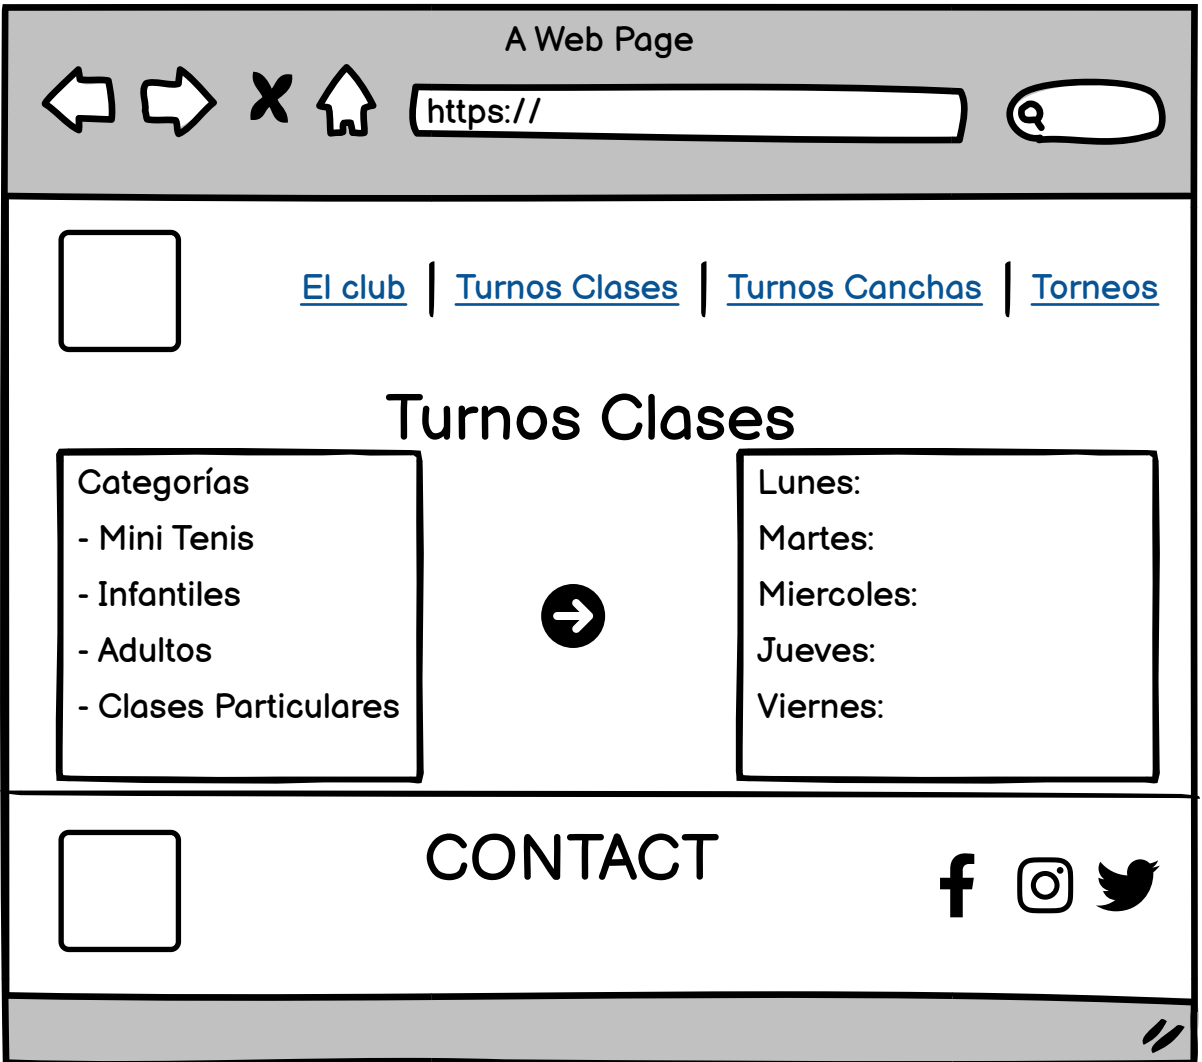 A Web Page
https://
El club
Turnos Clases
Turnos Canchas
Torneos
Turnos Clases
Categorías
- Mini Tenis
- Infantiles
- Adultos
- Clases Particulares
Lunes:
Martes:
Miercoles:
Jueves:
Viernes:
CONTACT